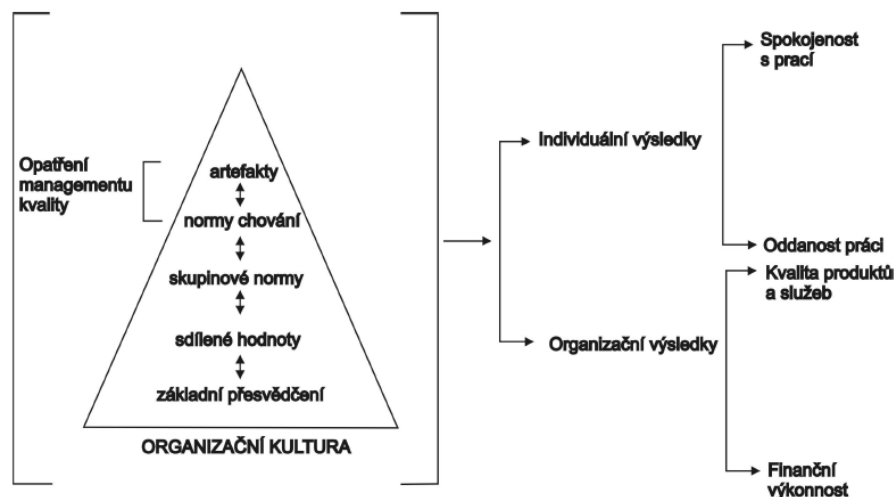 Opatření
managementu
kvality
artefakty
normy chování
skupinové normy
sdílené hodnoty
základní přesvědčení
ORGANIZAČNÍ KULTURA
Individuální výsledky
Organizační výsledky
Spokojenost
s prací
Oddanost práci
Kvalita produktů
a služeb
Finanční
výkonnost